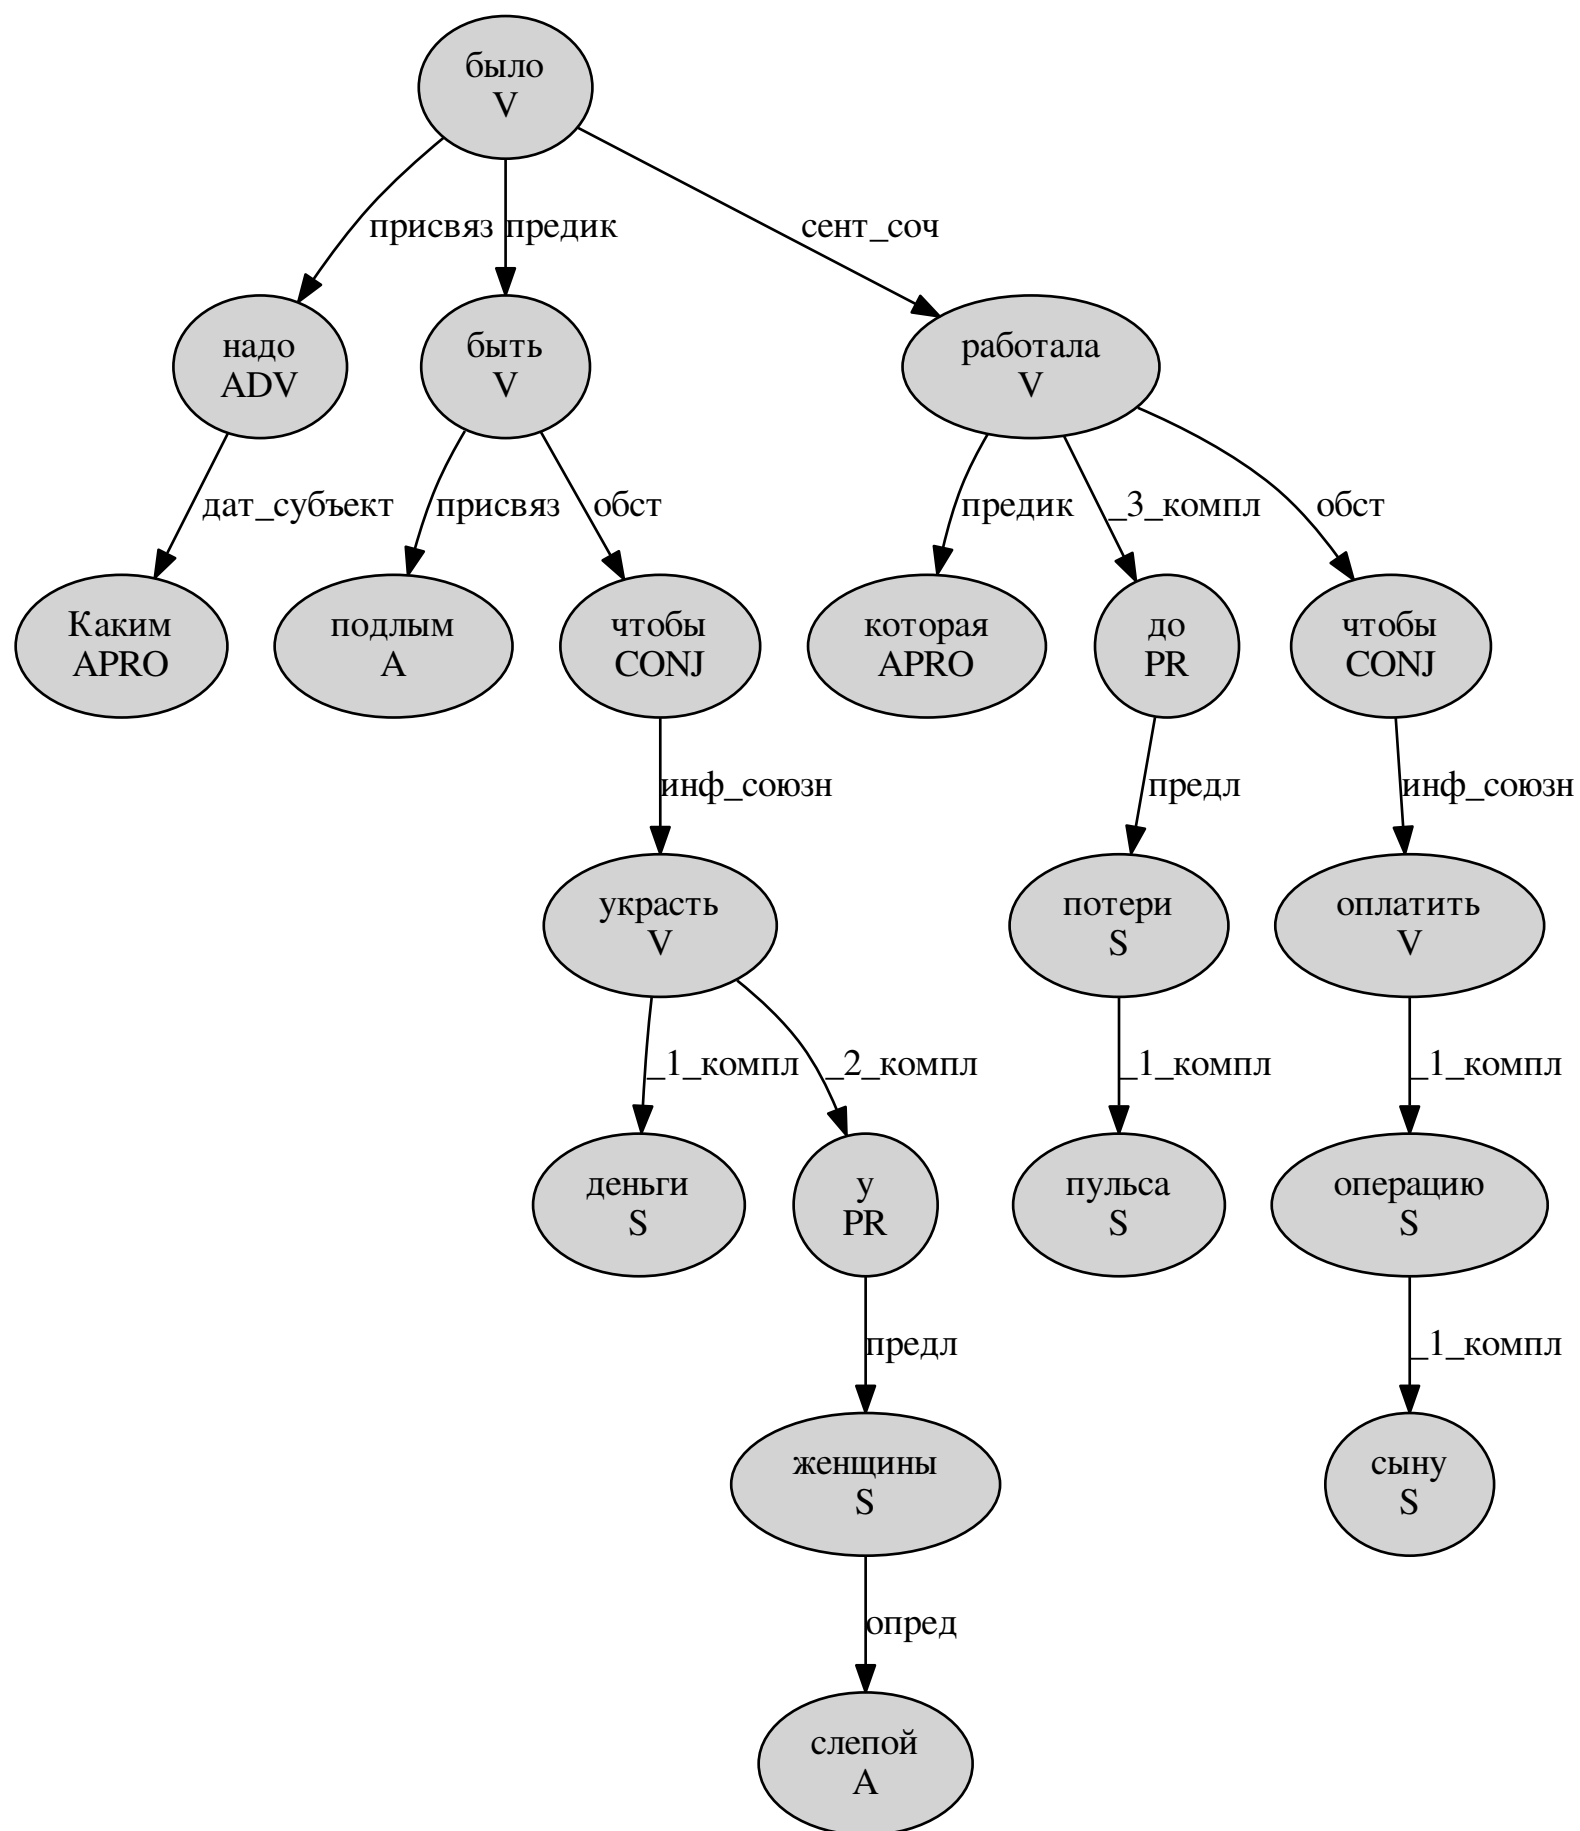 было
V
присвяз
предик
сент_соч
надо
ADV
быть
V
работала
V
дат_субъект
присвяз
обст
предик
_3_компл
обст
Каким
APRO
подлым
A
чтобы
CONJ
которая
APRO
до
PR
чтобы
CONJ
инф_союзн
предл
инф_союзн
украсть
V
потери
S
оплатить
V
_1_компл
_2_компл
_1_компл
_1_компл
деньги
S
у
PR
пульса
S
операцию
S
предл
_1_компл
женщины
S
сыну
S
опред
слепой
A